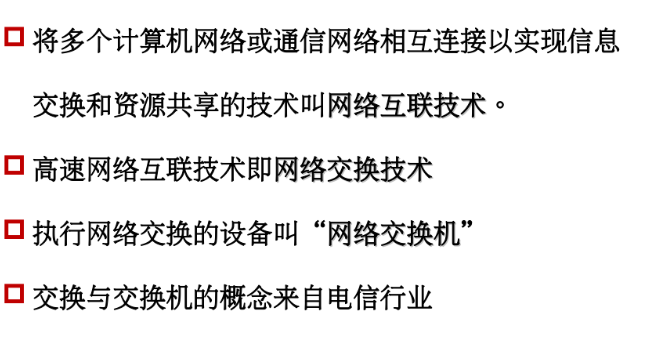 将多个计算机网络或通信网络相互连接以实现信息
交换和资源共享的技术叫网络互联技术。
高速网络互联技术即网络交换技术
执行网络交换的设备叫“网络交换机”
交换与交换机的概念来自电信行业